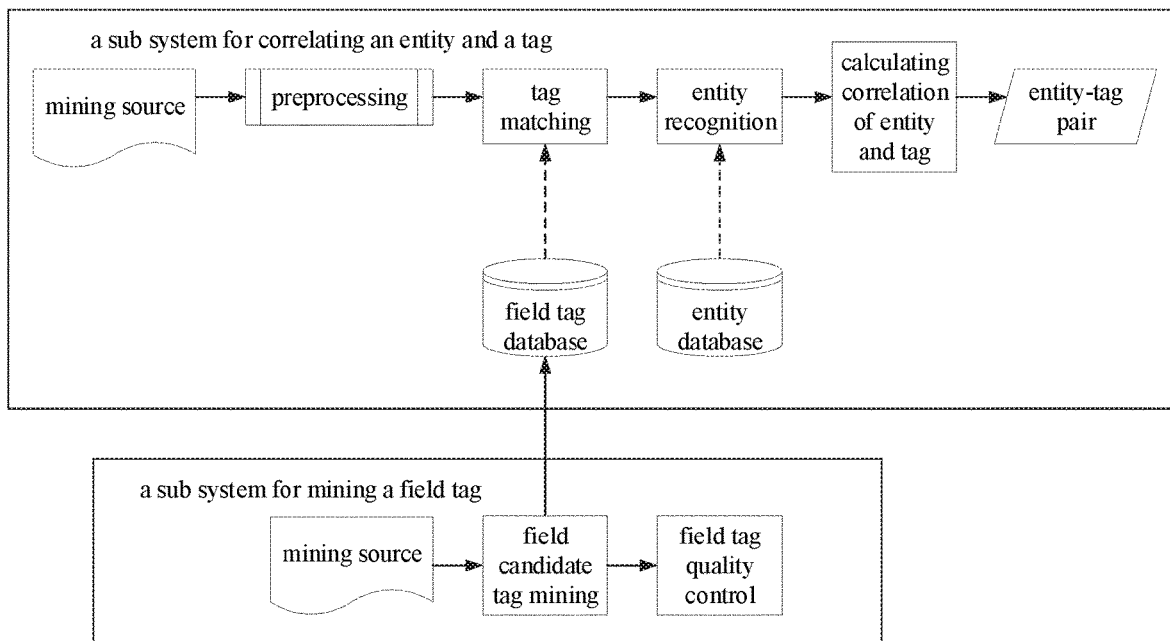 a sub system for correlating an entity and a tag
mining source
preprocessing
tag
matching
entity
recognition
calculating
correlation
of entity
and tag
entity-tag
pair
field tag
database
entity
database
a sub system for mining a field tag
mining source
field
candidate
tag mining
field tag
quality
control